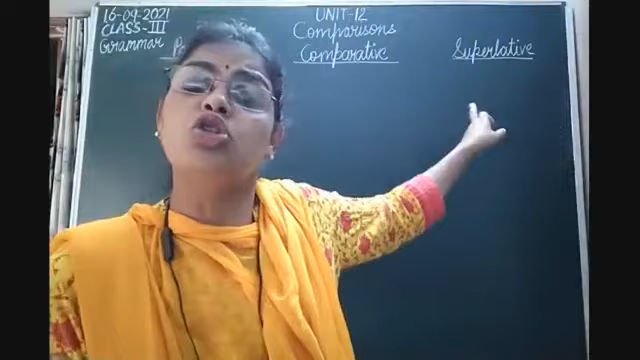 16-09-2021
CLASS-III
Grammar
UNIT-12
Comparisons
Comparative
Superlative